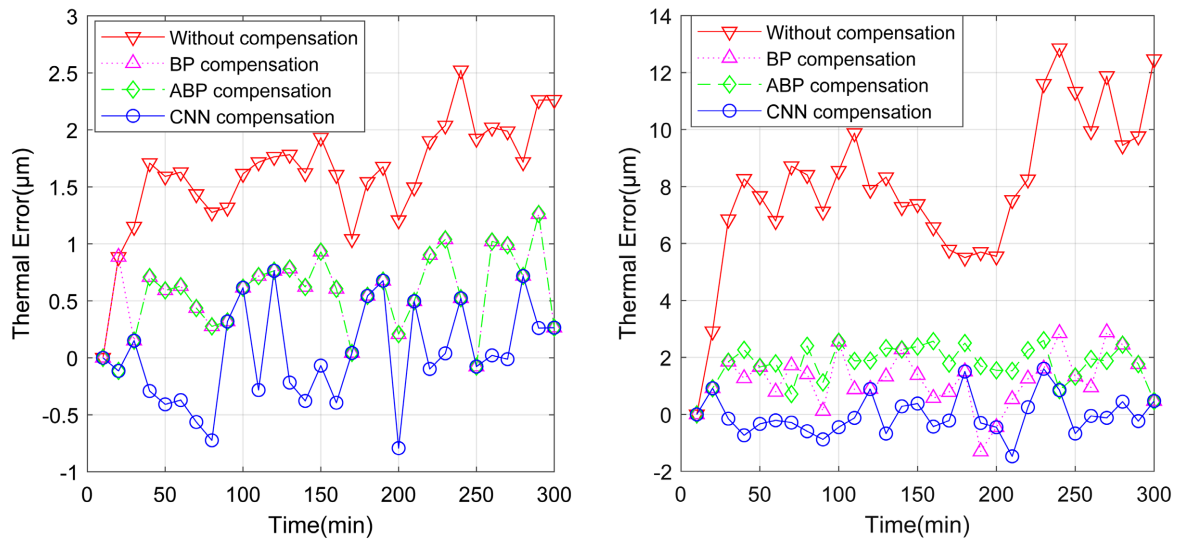 3
2.5
2
1.5
1
0.5
0
-0.5
-1
0 50 100 150 200 250 300
Thermal Error(μm)
Time(min)
Without compensation
BP compensation
ABP compensation
CNN compensation
14
12
10
8
6
4
2
0
-2
0 50 100 150 200 250 300
Thermal Error(μm)
Time(min)
Without compensation
BP compensation
ABP compensation
CNN compensation